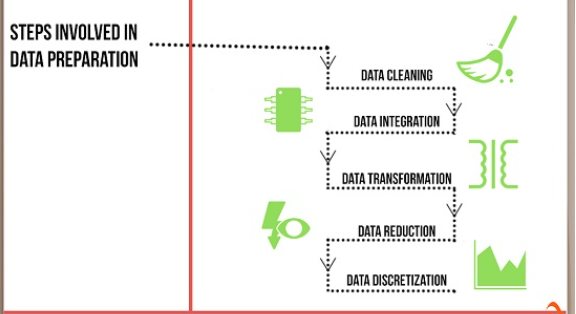 STEPS INVOLVED IN
DATA PREPARATION
DATA CLEANING
DATA INTEGRATION
DATA TRANSFORMATION
DATA REDUCTION
DATA DISCRETIZATION